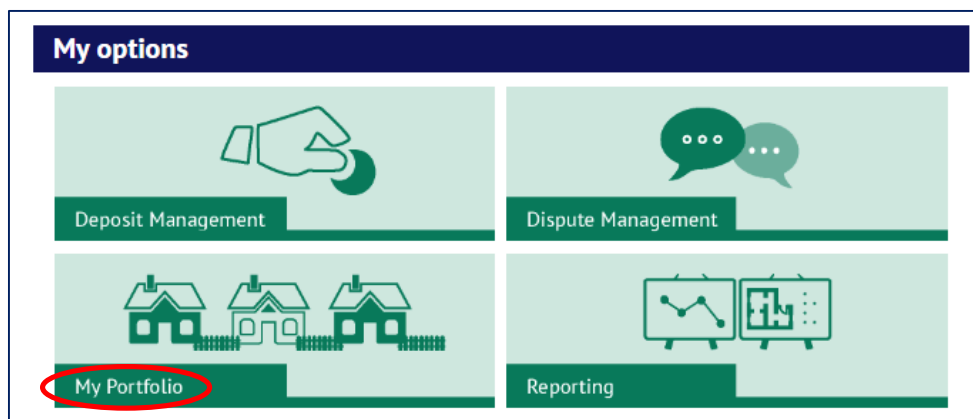 My options
Deposit Management
Dispute Management
My Portfolio
Reporting